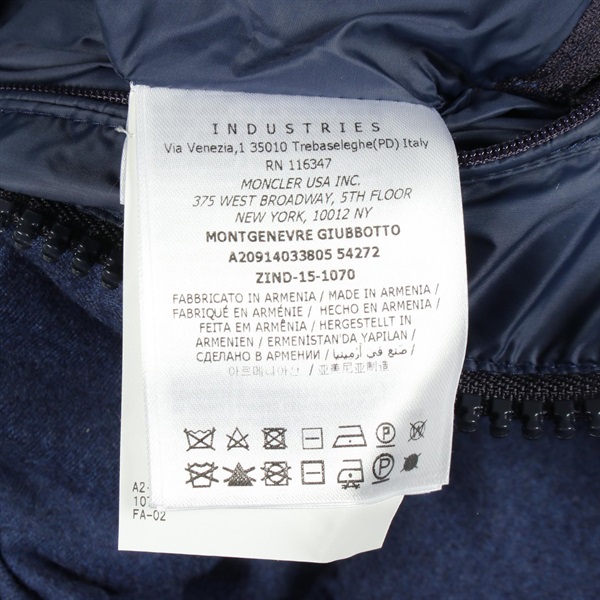 INDUSTRIES
Via Venezia,1 35010 Trebaseleghe(PD) Italy
RN 116347
MONCLER USA INC.
375 WEST BROADWAY, 5TH FLOOR
NEW YORK, 10012 NY
MONTGENEVRE GIUBBOTTO
A20914033805 54272
ZIND-15-1070
FABBRICATO IN ARMENIA / MADE IN ARMENIA /
FABRIQUÉ EN ARMÉNIE / HECHO EN ARMENIA /
FEITA EM ARMÊNIA / HERGESTELLT IN
ARMENIEN / ERMENISTAN'DA YAPILAN /
СДЕЛАНО В АРМЕНИИ / صنع في أرمينيا /
아르메니아산 / 亚美尼亚制造
P
P
A2-
10
FA-02